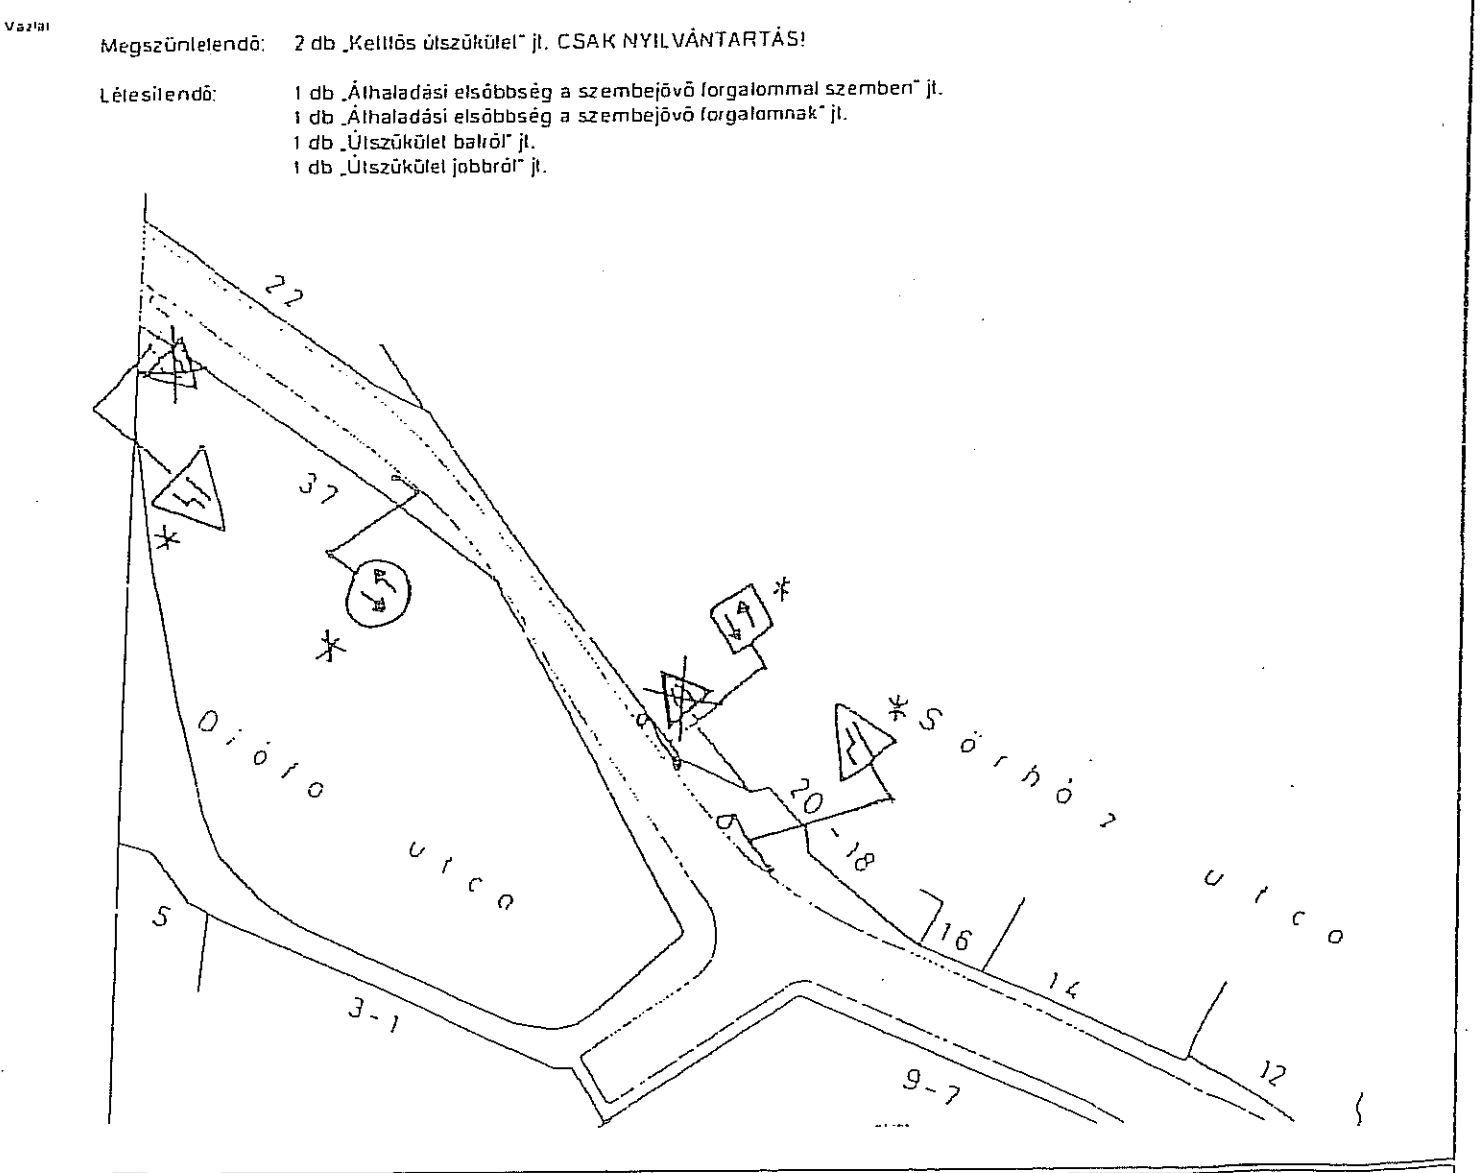 Vázlat
Megszüntetendő: 2 db „Kettős útszűkület" jt. CSAK NYILVÁNTARTÁS!
Létesítendő: 1 db „Áthaladási elsőbbség a szembejövő forgalommal szemben" jt.
1 db „Áthaladási elsőbbség a szembejövő forgalomnak" jt.
1 db „Útszűkület balról" jt.
1 db „Útszűkület jobbról" jt.
22
37
*
*
*
* Sörház utca
Diófa utca
20-18
5
16
14
3-1
12
9-7